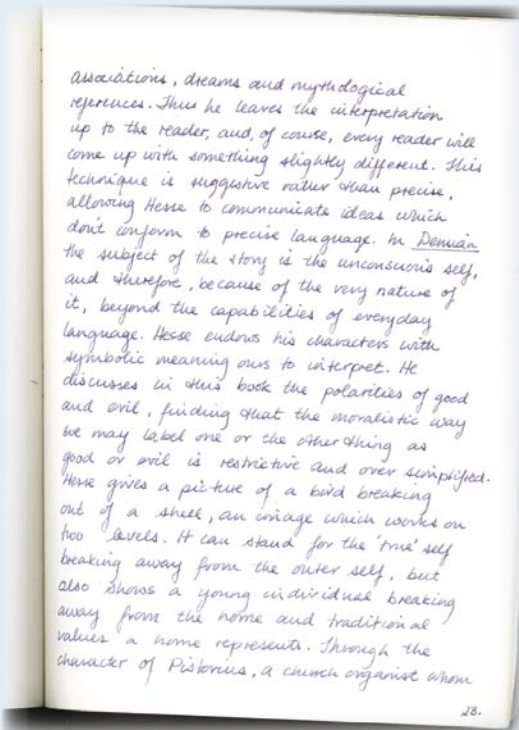 associations, dreams and mythological
references. Thus he leaves the interpretation
up to the reader, and, of course, every reader will
come up with something slightly different. This
technique is suggestive rather than precise,
allowing Hesse to communicate ideas which
don't conform to precise language. In Demian
the subject of the story is the unconscious self,
and therefore, because of the very nature of
it, beyond the capabilities of everyday
language. Hesse endows his characters with
symbolic meaning ours to interpret. He
discusses in this book the polarities of good
and evil, finding that the moralistic way
we may label one or the other thing as
good or evil is restrictive and over simplified.
Hesse gives a picture of a bird breaking
out of a shell, an image which works on
two levels. It can stand for the 'true' self
breaking away from the outer self, but
also shows a young individual breaking
away from the home and traditional
values a home represents. Through the
character of Pistorius, a church organist whom
28.